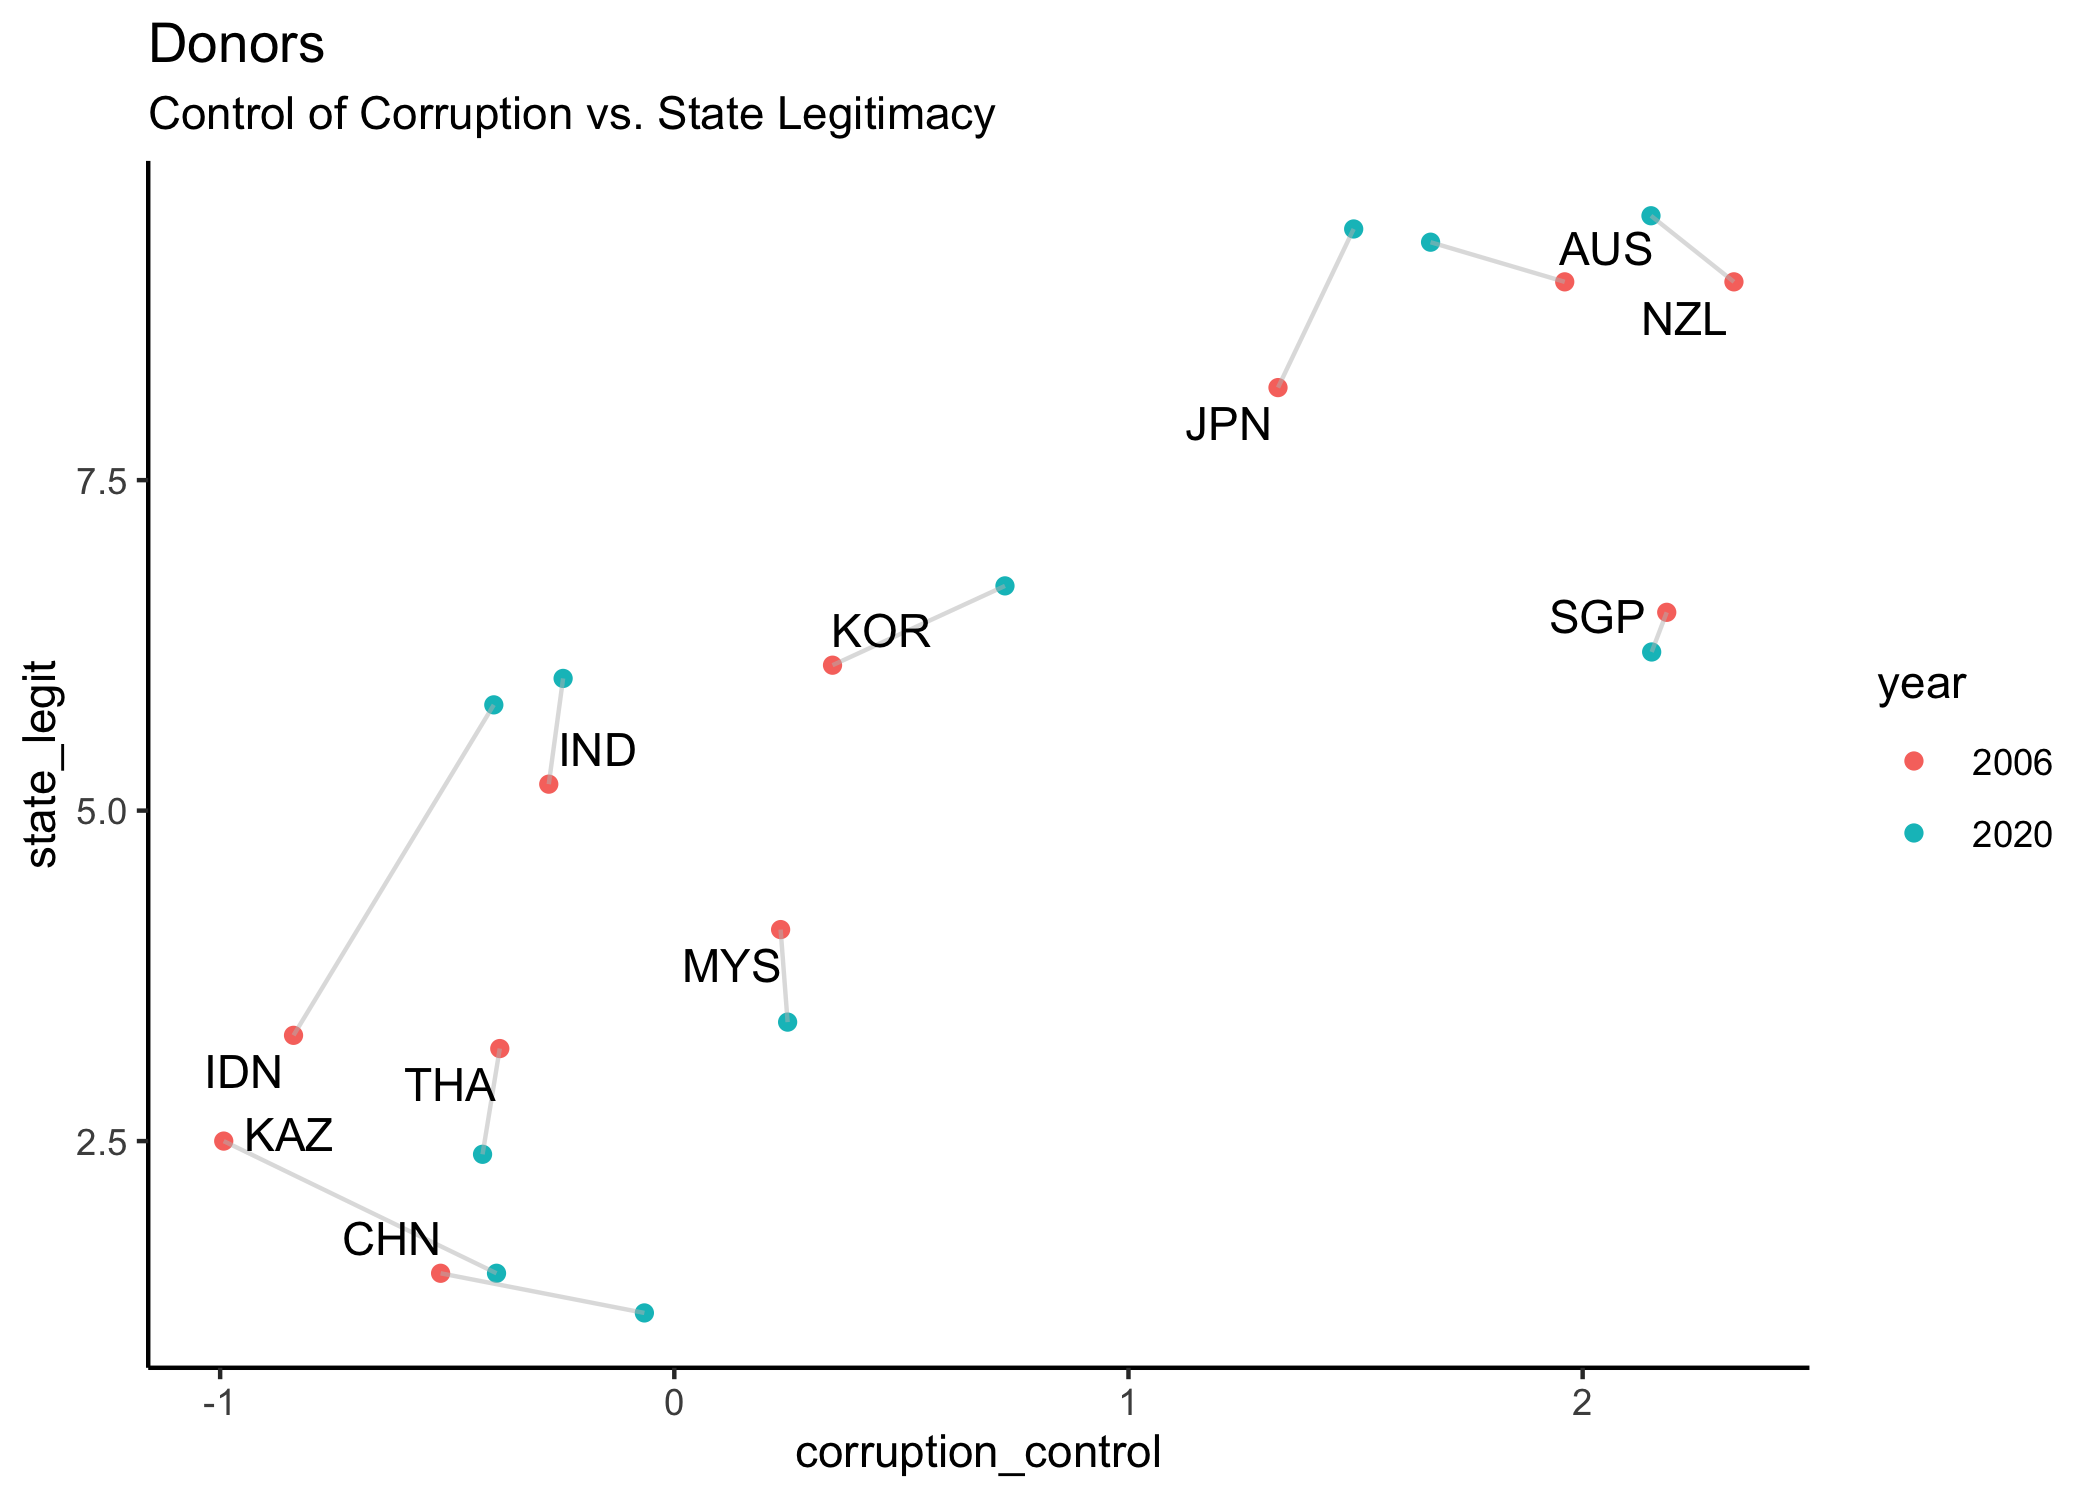 Donors
Control of Corruption vs. State Legitimacy
AUS
NZL
JPN
7.5
KOR
SGP
IND
state_legit
5.0
year
2006
2020
MYS
IDN
THA
KAZ
2.5
CHN
-1
0
1
2
corruption_control